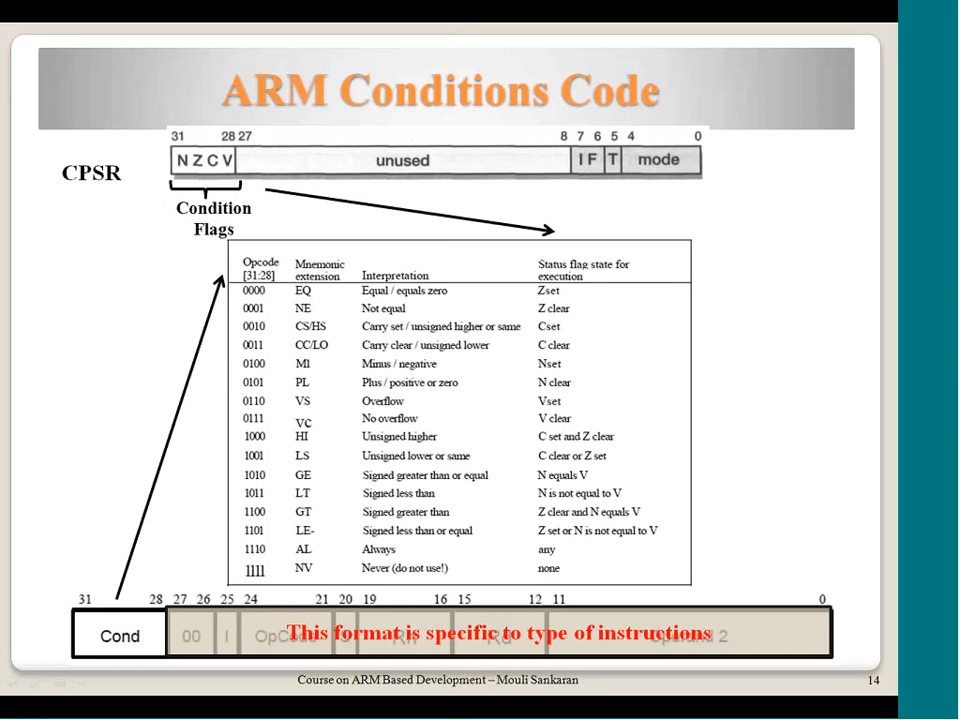 ARM Conditions Code
31 28 27 8 7 6 5 4 0
CPSR N Z C V unused I F T mode
Condition
Flags
Opcode Mnemonic Status flag state for
[31:28] extension Interpretation execution
0000 EQ Equal / equals zero Zset
0001 NE Not equal Z clear
0010 CS/HS Carry set / unsigned higher or same Cset
0011 CC/LO Carry clear / unsigned lower C clear
0100 MI Minus / negative Nset
0101 PL Plus / positive or zero N clear
0110 VS Overflow Vset
0111 VC No overflow V clear
1000 HI Unsigned higher C set and Z clear
1001 LS Unsigned lower or same C clear or Z set
1010 GE Signed greater than or equal N equals V
1011 LT Signed less than N is not equal to V
1100 GT Signed greater than Z clear and N equals V
1101 LE- Signed less than or equal Z set or N is not equal to V
1110 AL Always any
1111 NV Never (do not use!) none
31 28 27 26 25 24 21 20 19 16 15 12 11 0
Cond 00 I OpCode S Rn Rd Operand 2
This format is specific to type of instructions
Course on ARM Based Development – Mouli Sankaran 14